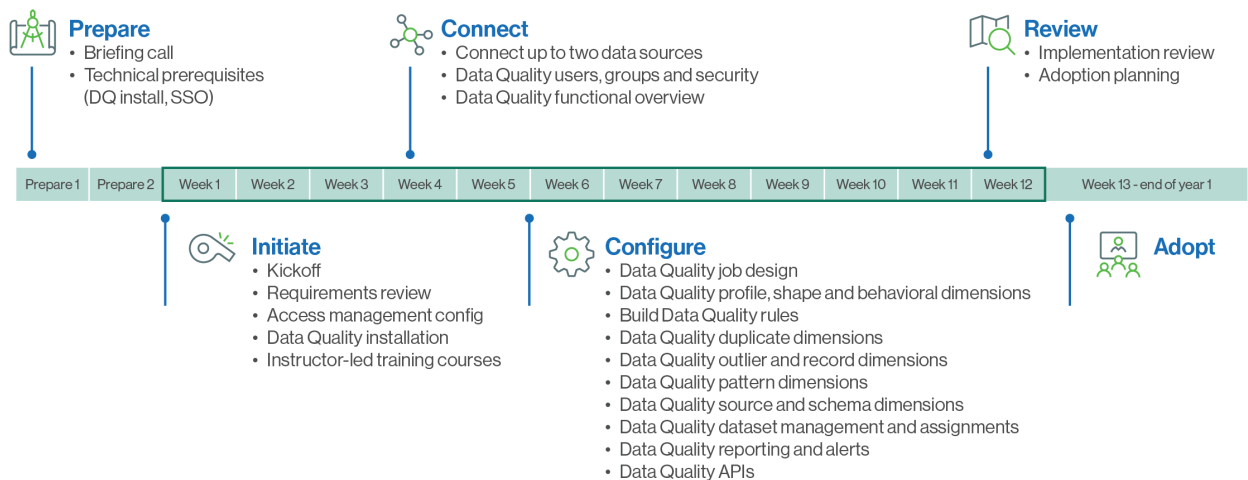 Prepare
• Briefing call
• Technical prerequisites
(DQ install, SSO)
Connect
• Connect up to two data sources
• Data Quality users, groups and security
• Data Quality functional overview
Review
• Implementation review
• Adoption planning
Prepare 1 Prepare 2 Week 1 Week 2 Week 3 Week 4 Week 5 Week 6 Week 7 Week 8 Week 9 Week 10 Week 11 Week 12 Week 13 - end of year 1
Initiate
• Kickoff
• Requirements review
• Access management config
• Data Quality installation
• Instructor-led training courses
Configure
• Data Quality job design
• Data Quality profile, shape and behavioral dimensions
• Build Data Quality rules
• Data Quality duplicate dimensions
• Data Quality outlier and record dimensions
• Data Quality pattern dimensions
• Data Quality source and schema dimensions
• Data Quality dataset management and assignments
• Data Quality reporting and alerts
• Data Quality APIs
Adopt